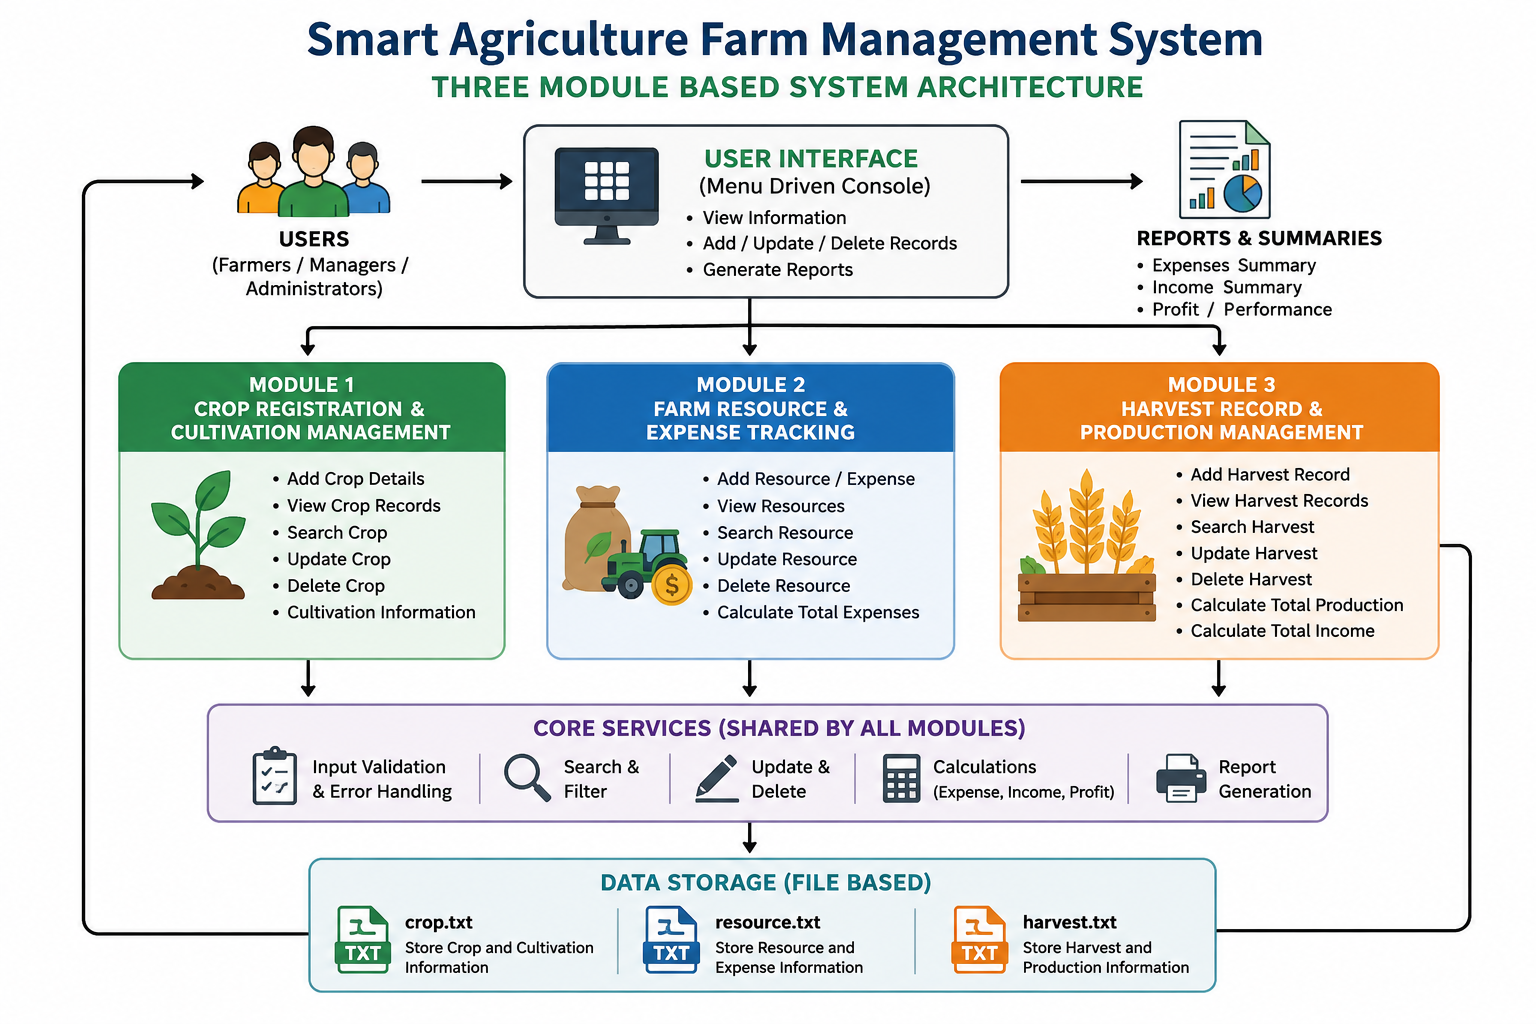 Smart Agriculture Farm Management System
THREE MODULE BASED SYSTEM ARCHITECTURE
USERS
(Farmers / Managers /
Administrators)
USER INTERFACE
(Menu Driven Console)
• View Information
• Add / Update / Delete Records
• Generate Reports
REPORTS & SUMMARIES
• Expenses Summary
• Income Summary
• Profit / Performance
MODULE 1
CROP REGISTRATION &
CULTIVATION MANAGEMENT
• Add Crop Details
• View Crop Records
• Search Crop
• Update Crop
• Delete Crop
• Cultivation Information
MODULE 2
FARM RESOURCE &
EXPENSE TRACKING
• Add Resource / Expense
• View Resources
• Search Resource
• Update Resource
• Delete Resource
• Calculate Total Expenses
$
MODULE 3
HARVEST RECORD &
PRODUCTION MANAGEMENT
• Add Harvest Record
• View Harvest Records
• Search Harvest
• Update Harvest
• Delete Harvest
• Calculate Total Production
• Calculate Total Income
CORE SERVICES (SHARED BY ALL MODULES)
Input Validation
& Error Handling
Search &
Filter
Update &
Delete
Calculations
(Expense, Income, Profit)
Report
Generation
DATA STORAGE (FILE BASED)
TXT
crop.txt
Store Crop and Cultivation
Information
TXT
resource.txt
Store Resource and
Expense Information
TXT
harvest.txt
Store Harvest and
Production Information